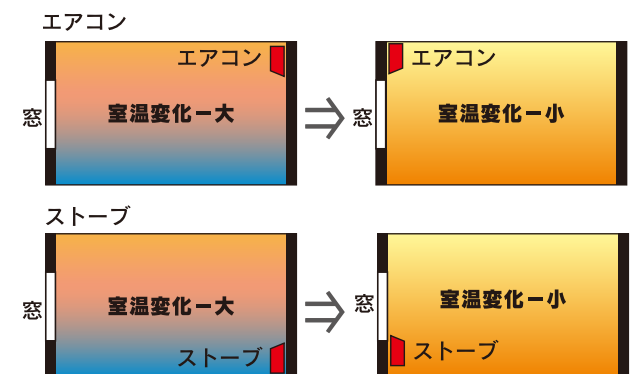 エアコン
エアコン
窓
室温変化ー大
エアコン
窓
室温変化ー小
ストーブ
窓
室温変化ー大
ストーブ
窓
室温変化ー小
ストーブ